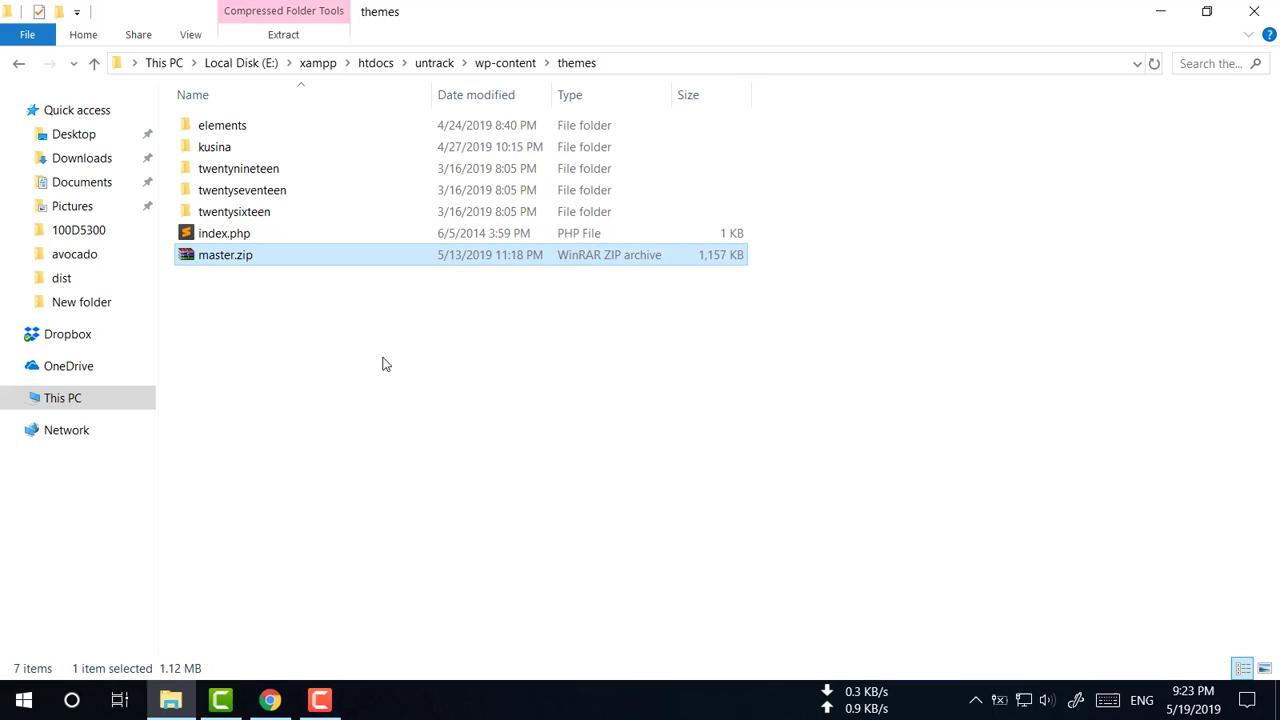 Compressed Folder Tools themes
File Home Share View Extract
This PC Local Disk (E:) xampp htdocs untrack wp-content themes Search the...
Name Date modified Type Size
Quick access
Desktop
Downloads
Documents
Pictures
100D5300
avocado
dist
New folder
Dropbox
OneDrive
This PC
Network
elements 4/24/2019 8:40 PM File folder
kusina 4/27/2019 10:15 PM File folder
twentynineteen 3/16/2019 8:05 PM File folder
twentyseventeen 3/16/2019 8:05 PM File folder
twentysixteen 3/16/2019 8:05 PM File folder
index.php 6/5/2014 3:59 PM PHP File 1 KB
master.zip 5/13/2019 11:18 PM WinRAR ZIP archive 1,157 KB
7 items 1 item selected 1.12 MB
0.3 KB/s
0.9 KB/s
ENG
9:23 PM
5/19/2019